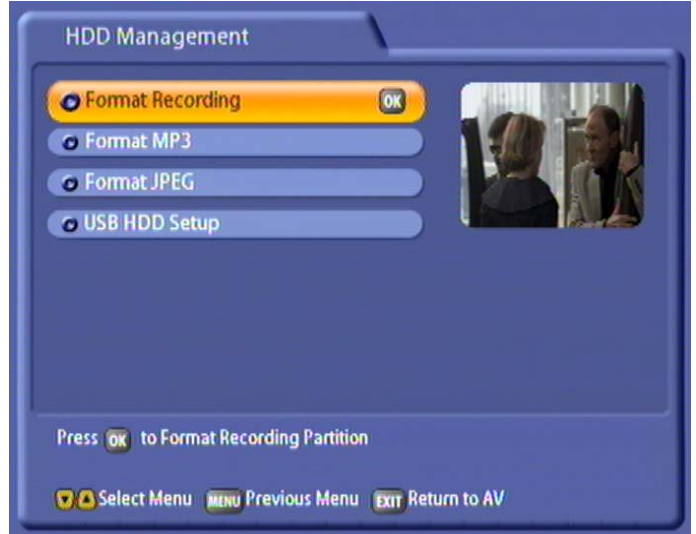 HDD Management
Format Recording OK
Format MP3
Format JPEG
USB HDD Setup
Press OK to Format Recording Partition
Select Menu MENU Previous Menu EXIT Return to AV